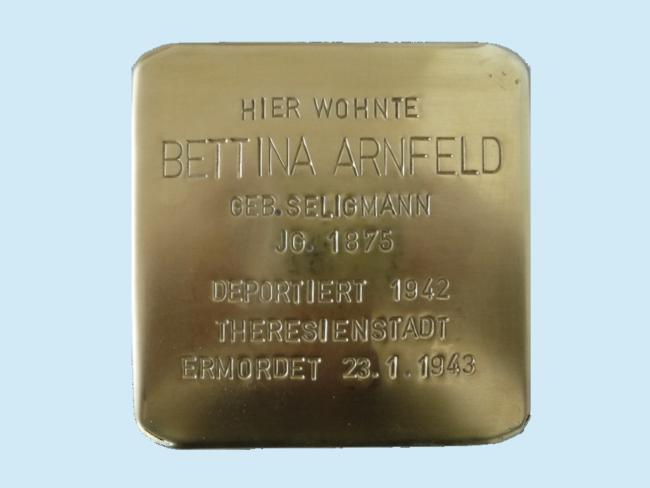 HIER WOHNTE
BETTINA ARNFELD
GEB.SELIGMANN
JG. 1875
DEPORTIERT 1942
THERESIENSTADT
ERMORDET 23.1.1943